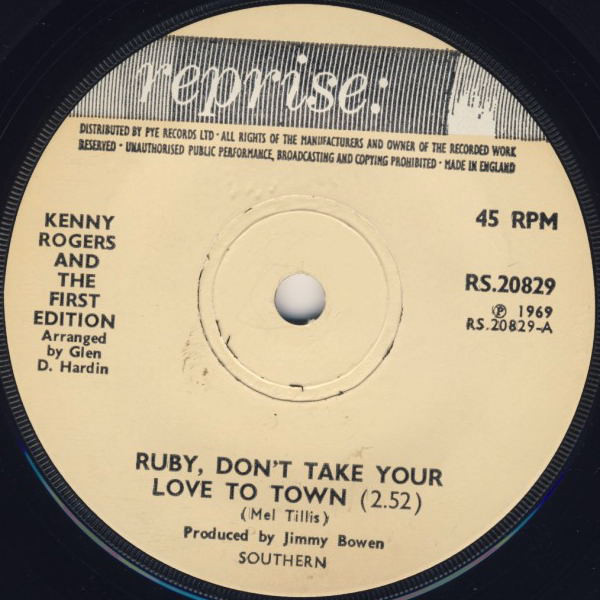 reprise:
DISTRIBUTED BY PYE RECORDS LTD · ALL RIGHTS OF THE MANUFACTURERS AND OWNER OF THE RECORDED WORK
RESERVED · UNAUTHORISED PUBLIC PERFORMANCE, BROADCASTING AND COPYING PROHIBITED · MADE IN ENGLAND
KENNY
ROGERS
AND
THE
FIRST
EDITION
Arranged
by Glen
D. Hardin
45 RPM
RS.20829
℗ 1969
RS.20829-A
RUBY, DON'T TAKE YOUR
LOVE TO TOWN (2.52)
(Mel Tillis)
Produced by Jimmy Bowen
SOUTHERN